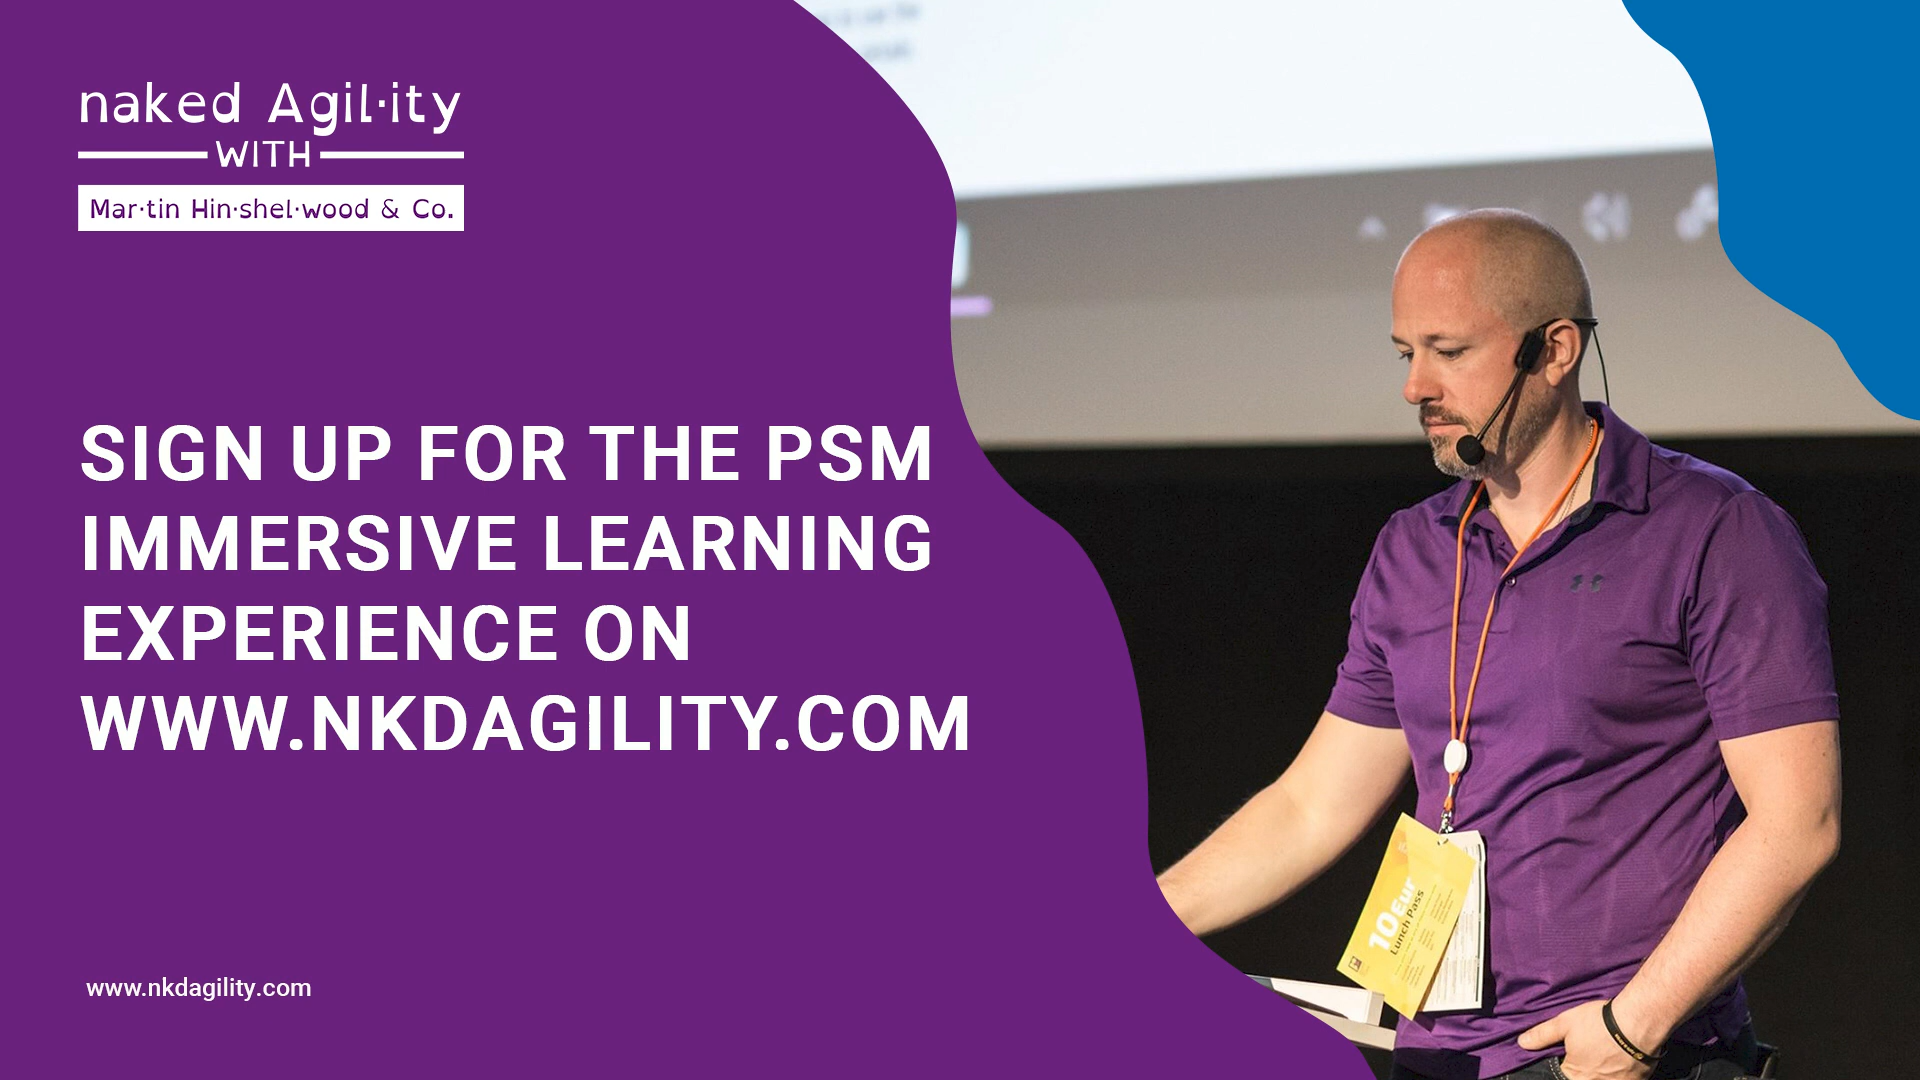 naked Agil·ity
WITH
Mar·tin Hin·shel·wood & Co.
SIGN UP FOR THE PSM
IMMERSIVE LEARNING
EXPERIENCE ON
WWW.NKDAGILITY.COM
www.nkdagility.com
10Eur
Lunch Pass